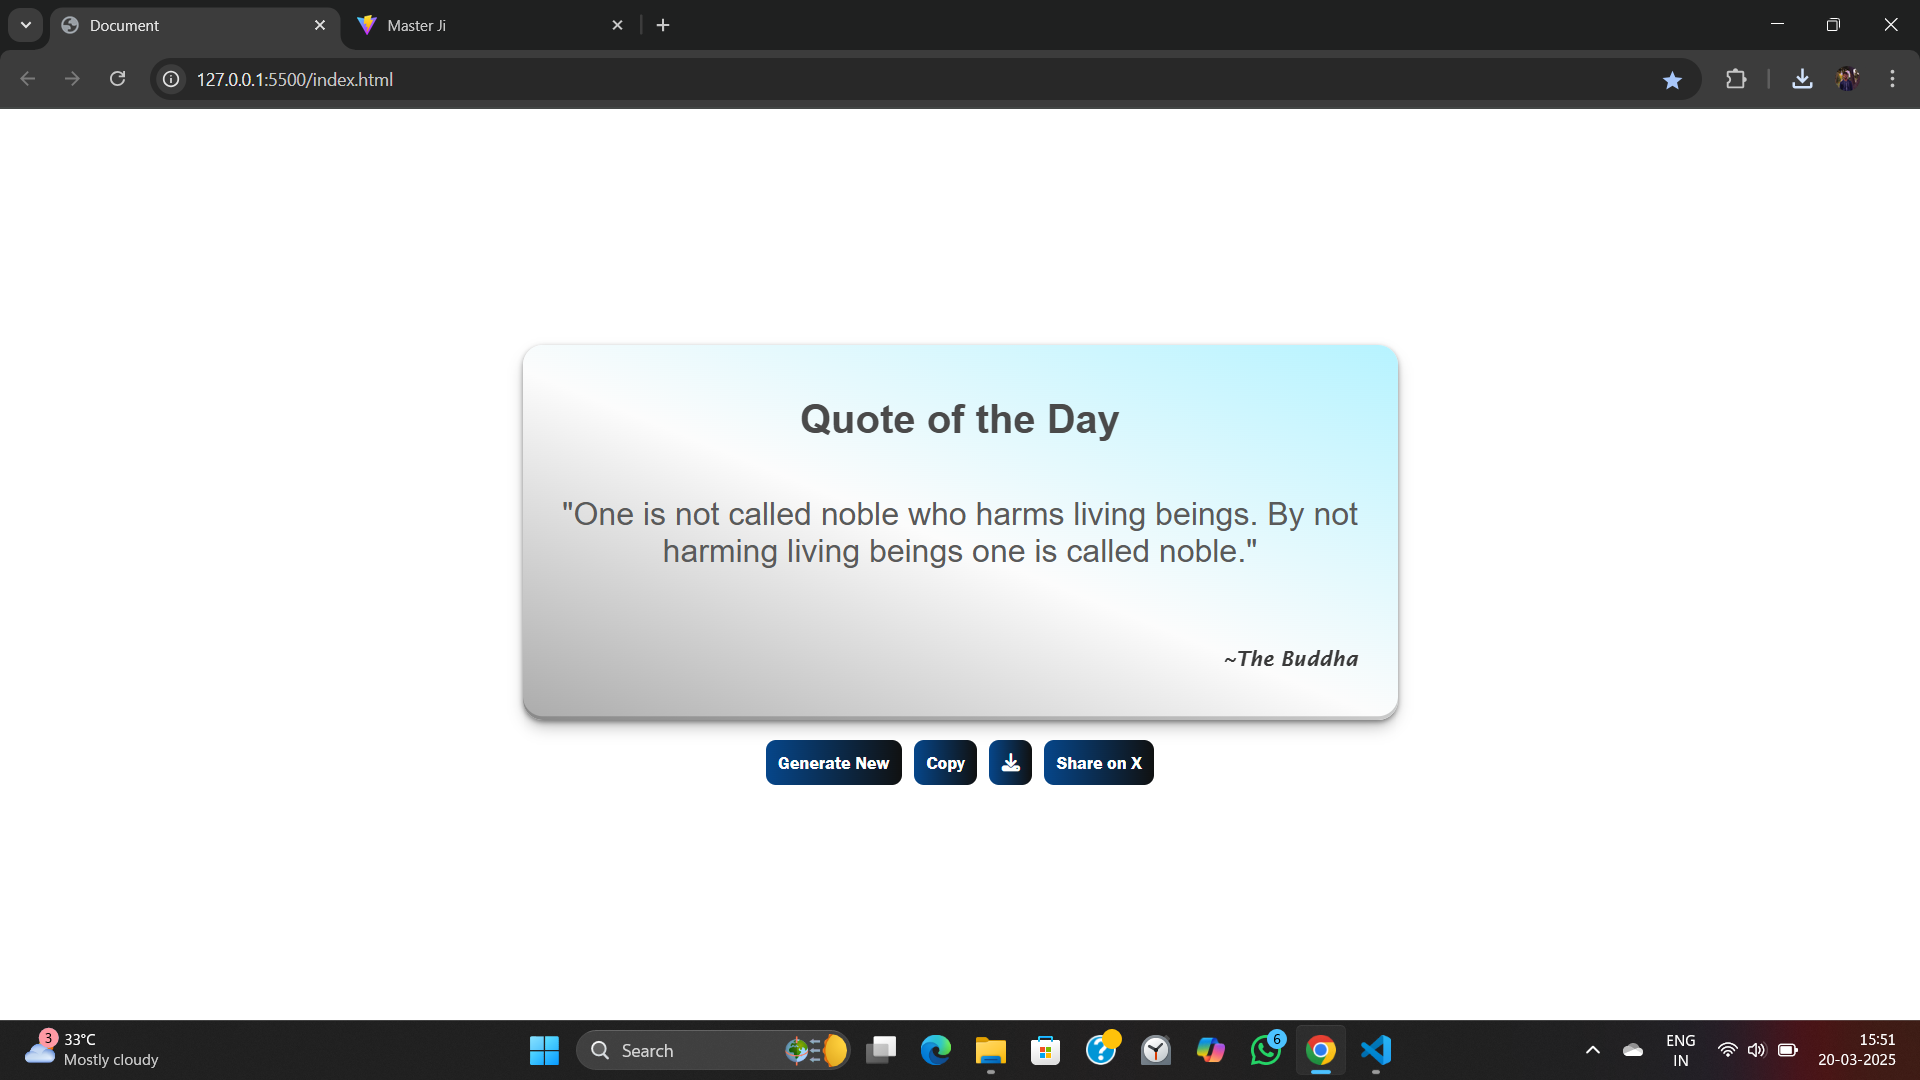 Document
Master Ji
127.0.0.1:5500/index.html
Quote of the Day
"One is not called noble who harms living beings. By not
harming living beings one is called noble."
~The Buddha
Generate New
Copy
Share on X
3
33°C
Mostly cloudy
Search
6
ENG
IN
15:51
20-03-2025